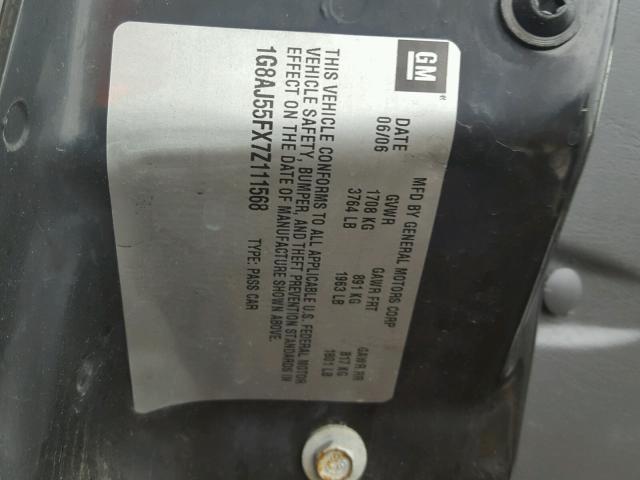 GM
DATE
06/06
MFD BY GENERAL MOTORS CORP
GVWR GAWR FRT GAWR RR
1708 KG 891 KG 817 KG
3764 LB 1963 LB 1801 LB
THIS VEHICLE CONFORMS TO ALL APPLICABLE U.S. FEDERAL MOTOR
VEHICLE SAFETY, BUMPER, AND THEFT PREVENTION STANDARDS IN
EFFECT ON THE DATE OF MANUFACTURE SHOWN ABOVE.
1G8AJ55FX7Z111568 TYPE: PASS CAR